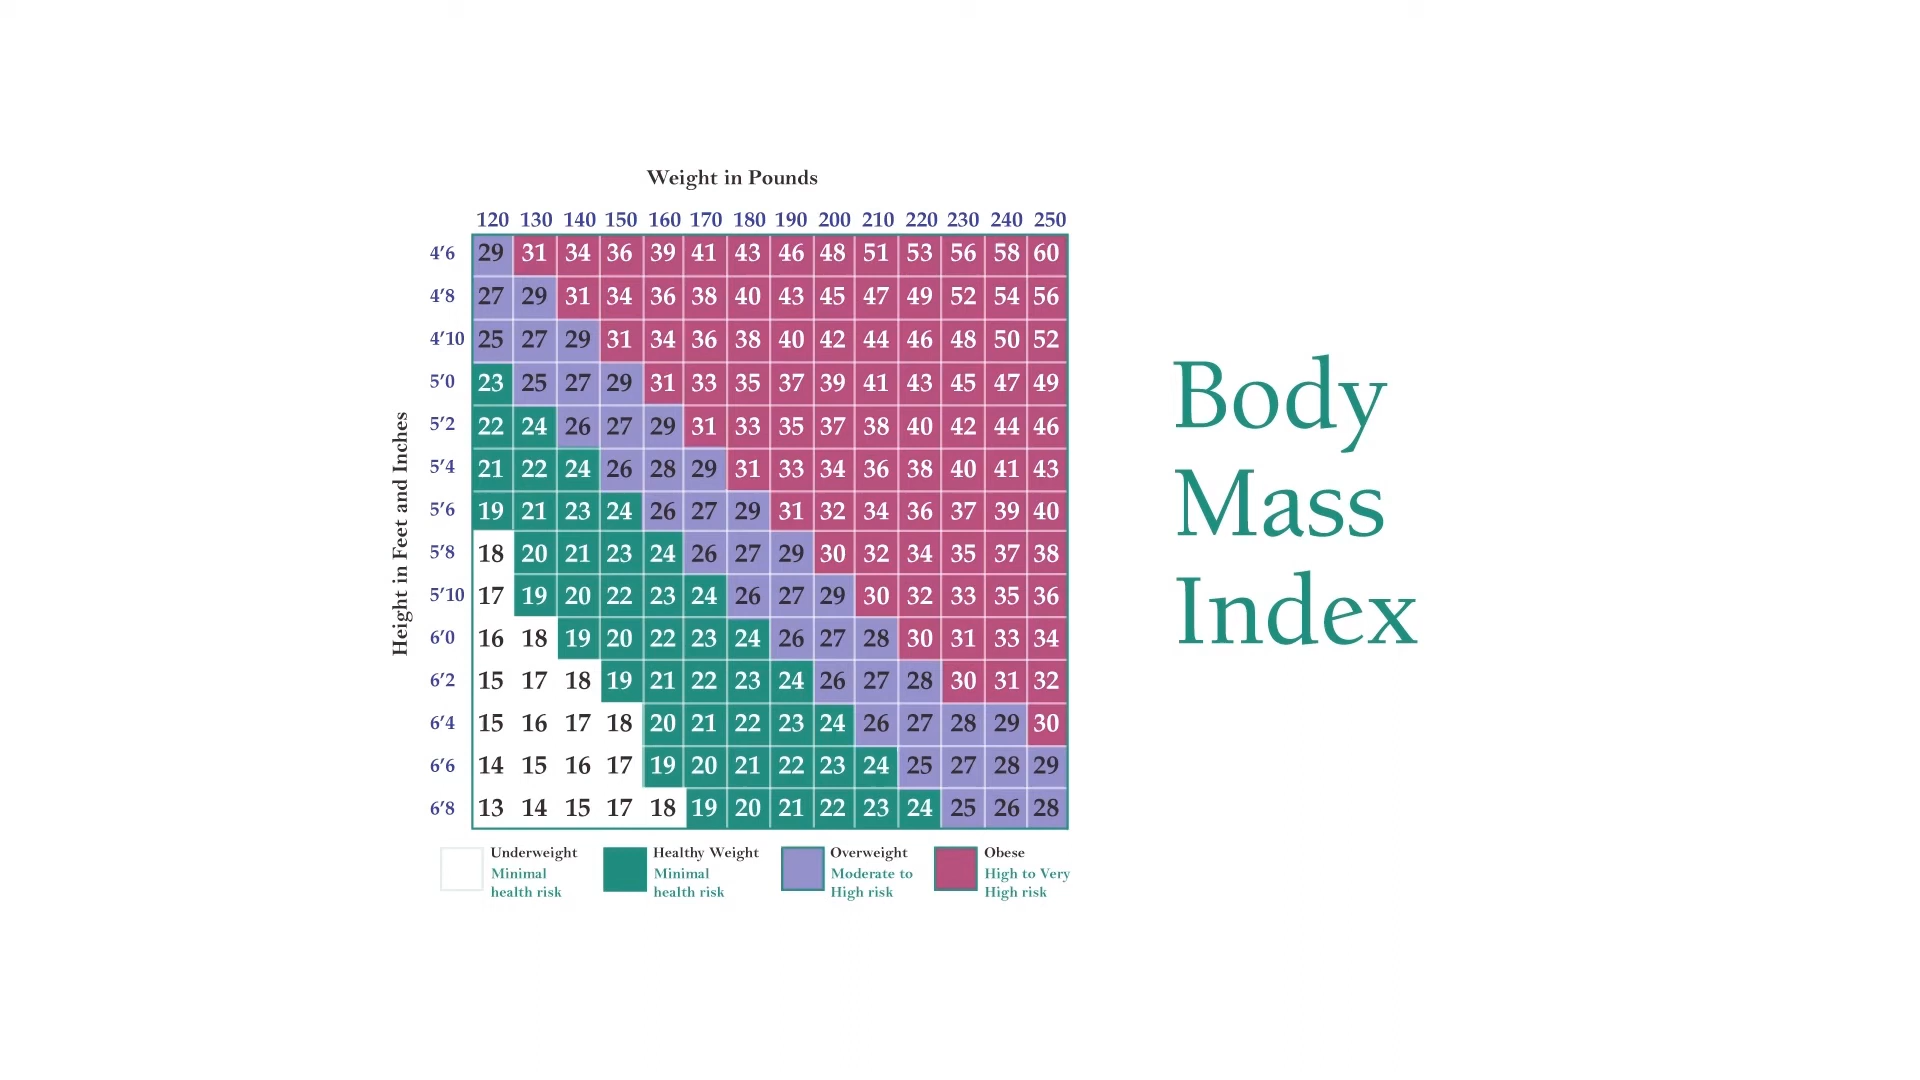 Weight in Pounds
120 130 140 150 160 170 180 190 200 210 220 230 240 250
4’6 29 31 34 36 39 41 43 46 48 51 53 56 58 60
4’8 27 29 31 34 36 38 40 43 45 47 49 52 54 56
4’10 25 27 29 31 34 36 38 40 42 44 46 48 50 52
5’0 23 25 27 29 31 33 35 37 39 41 43 45 47 49
5’2 22 24 26 27 29 31 33 35 37 38 40 42 44 46
5’4 21 22 24 26 28 29 31 33 34 36 38 40 41 43
5’6 19 21 23 24 26 27 29 31 32 34 36 37 39 40
5’8 18 20 21 23 24 26 27 29 30 32 34 35 37 38
5’10 17 19 20 22 23 24 26 27 29 30 32 33 35 36
6’0 16 18 19 20 22 23 24 26 27 28 30 31 33 34
6’2 15 17 18 19 21 22 23 24 26 27 28 30 31 32
6’4 15 16 17 18 20 21 22 23 24 26 27 28 29 30
6’6 14 15 16 17 19 20 21 22 23 24 25 27 28 29
6’8 13 14 15 17 18 19 20 21 22 23 24 25 26 28
Height in Feet and Inches
Underweight
Minimal
health risk
Healthy Weight
Minimal
health risk
Overweight
Moderate to
High risk
Obese
High to Very
High risk
Body
Mass
Index